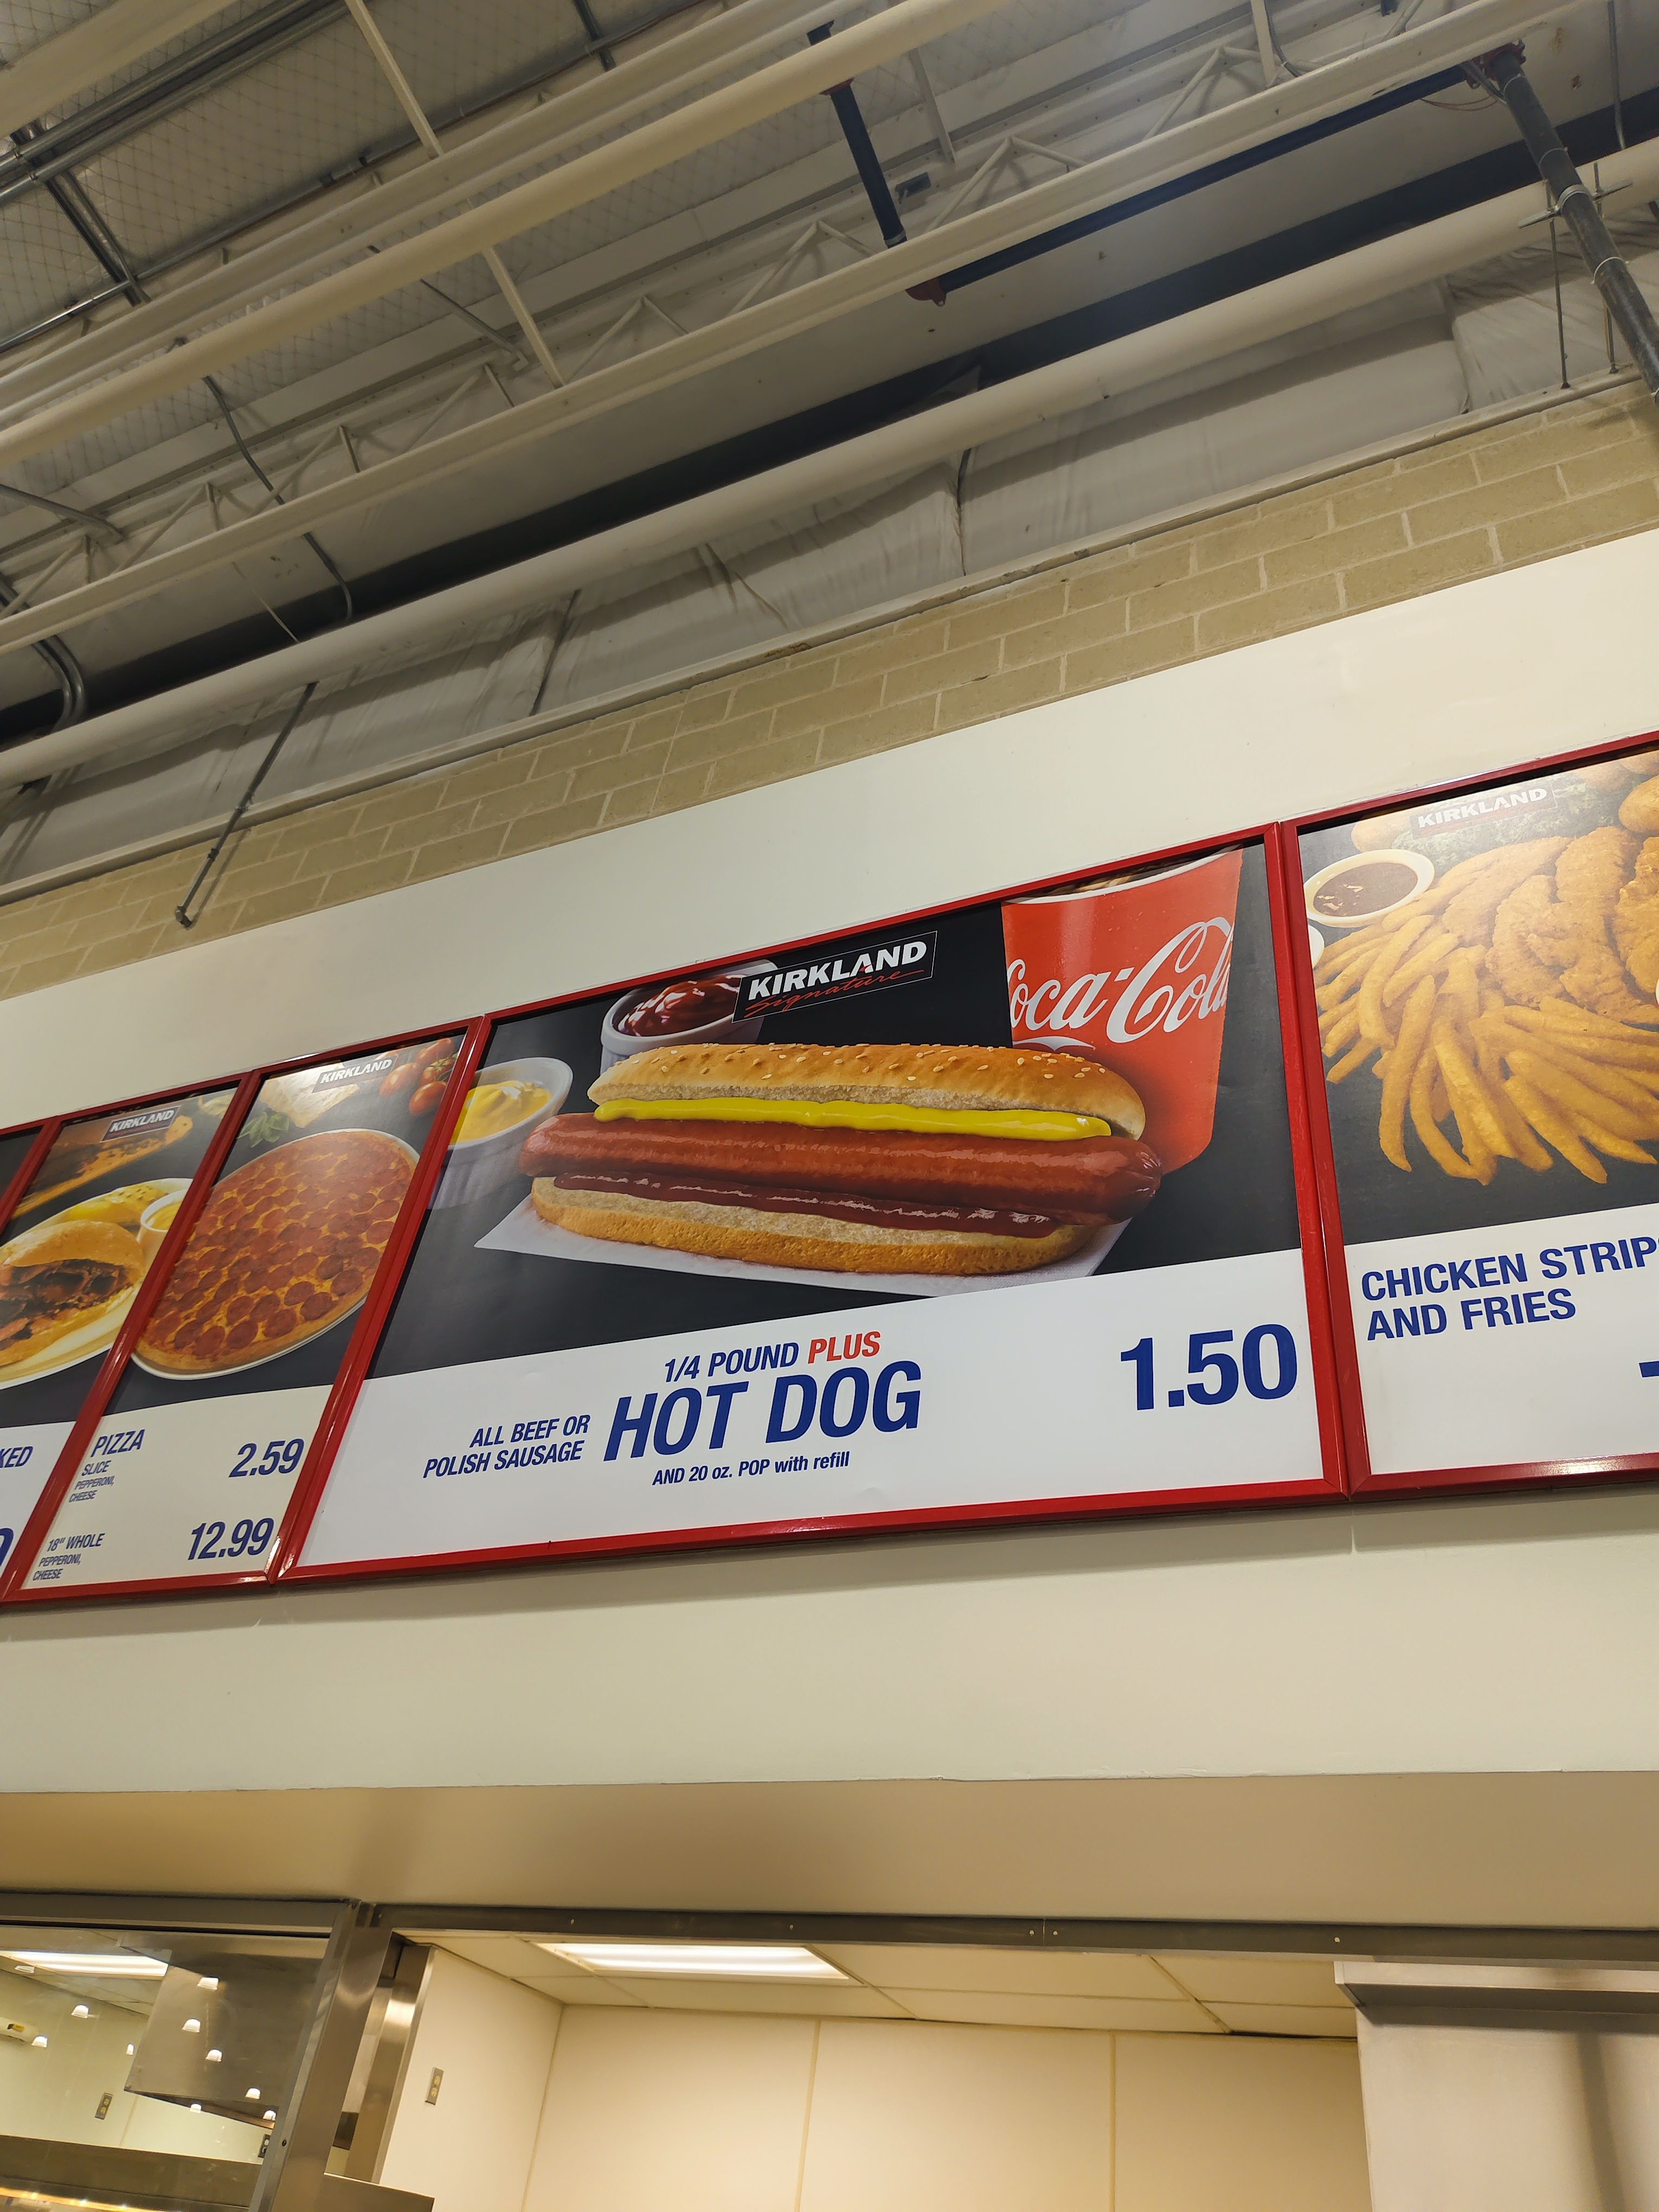 KIRKLAND
KED
KIRKLAND
PIZZA
SLICE
PEPPERONI,
CHEESE
2.59
18" WHOLE
PEPPERONI,
CHEESE
12.99
KIRKLAND
Signature
Coca-Cola
1/4 POUND PLUS
ALL BEEF OR
POLISH SAUSAGE
HOT DOG
AND 20 oz. POP with refill
1.50
KIRKLAND
CHICKEN STRIPS
AND FRIES